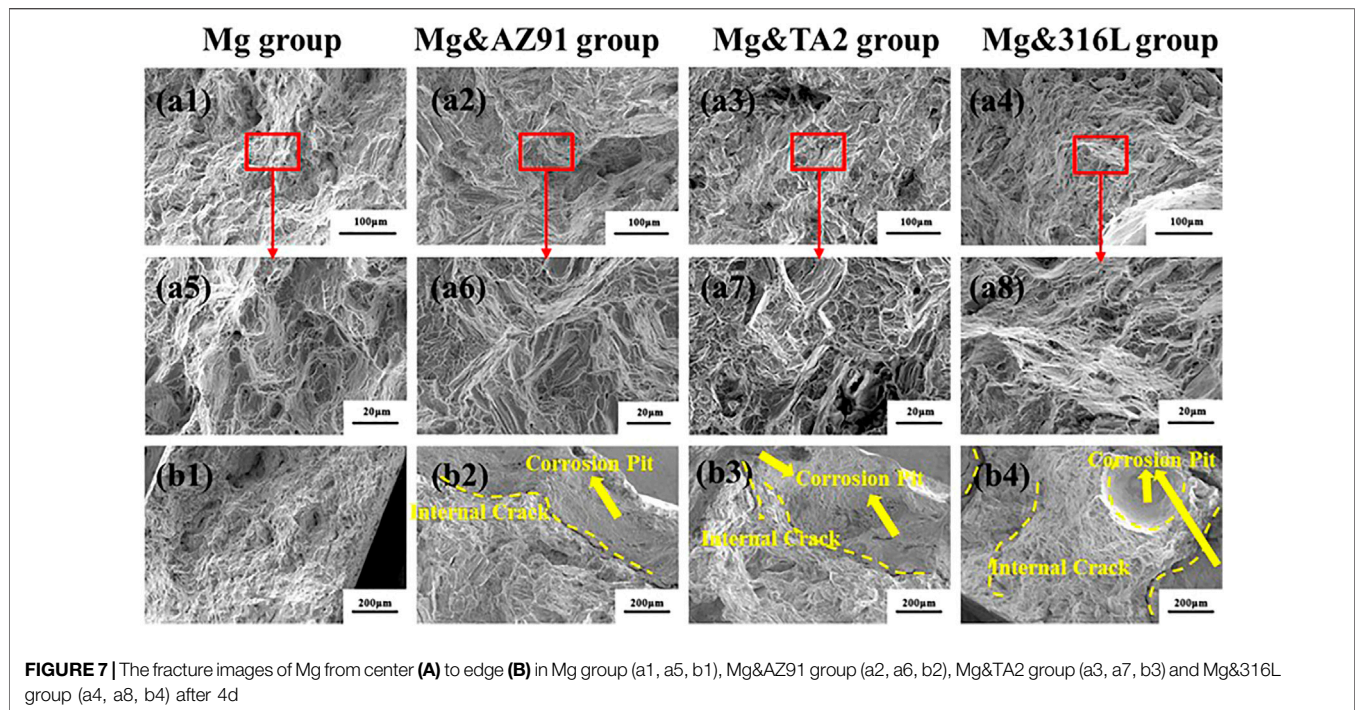 Mg group
Mg&AZ91 group
Mg&TA2 group
Mg&316L group
(a1)
100μm
(a2)
100μm
(a3)
100μm
(a4)
100μm
(a5)
20μm
(a6)
20μm
(a7)
20μm
(a8)
20μm
(b1)
200μm
(b2)
Corrosion Pit
Internal Crack
200μm
(b3)
Corrosion Pit
Internal Crack
200μm
(b4)
Corrosion Pit
Internal Crack
200μm
FIGURE 7 | The fracture images of Mg from center (A) to edge (B) in Mg group (a1, a5, b1), Mg&AZ91 group (a2, a6, b2), Mg&TA2 group (a3, a7, b3) and Mg&316L
group (a4, a8, b4) after 4d